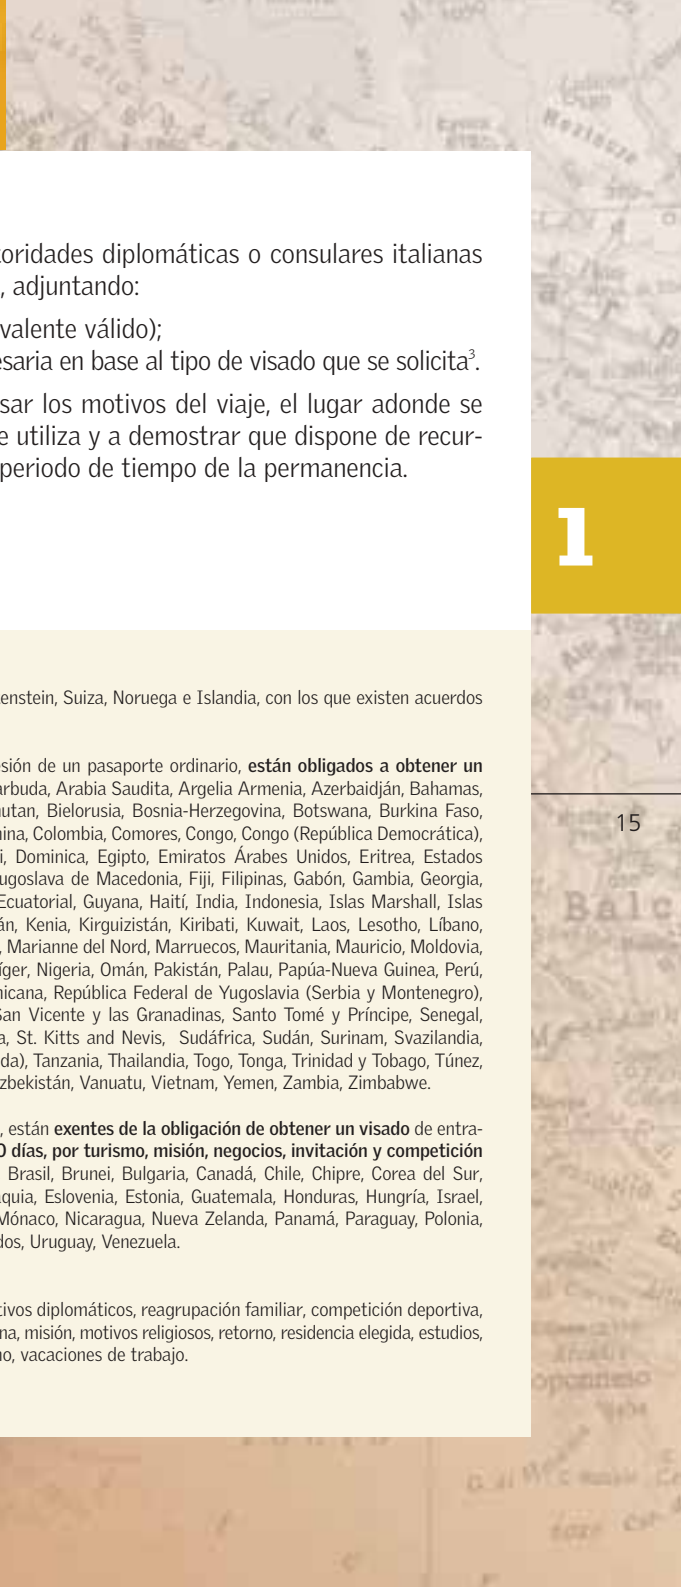 oridades diplomáticas o consulares italianas
, adjuntando:
valente válido);
esaria en base al tipo de visado que se solicita³.
sar los motivos del viaje, el lugar adonde se
e utiliza y a demostrar que dispone de recur-
periodo de tiempo de la permanencia.
1
enstein, Suiza, Noruega e Islandia, con los que existen acuerdos
esión de un pasaporte ordinario, están obligados a obtener un
arbuda, Arabia Saudita, Argelia Armenia, Azerbaidján, Bahamas,
hutan, Bielorusia, Bosnia-Herzegovina, Botswana, Burkina Faso,
hina, Colombia, Comores, Congo, Congo (República Democrática),
i, Dominica, Egipto, Emiratos Árabes Unidos, Eritrea, Estados
ugoslava de Macedonia, Fiji, Filipinas, Gabón, Gambia, Georgia,
Ecuatorial, Guyana, Haití, India, Indonesia, Islas Marshall, Islas
án, Kenia, Kirguizistán, Kiribati, Kuwait, Laos, Lesotho, Líbano,
, Marianne del Nord, Marruecos, Mauritania, Mauricio, Moldovia,
íger, Nigeria, Omán, Pakistán, Palau, Papúa-Nueva Guinea, Perú,
nicana, República Federal de Yugoslavia (Serbia y Montenegro),
San Vicente y las Granadinas, Santo Tomé y Príncipe, Senegal,
a, St. Kitts and Nevis, Sudáfrica, Sudán, Surinam, Svazilandia,
da), Tanzania, Thailandia, Togo, Tonga, Trinidad y Tobago, Túnez,
zbekistán, Vanuatu, Vietnam, Yemen, Zambia, Zimbabwe.
15
, están exentes de la obligación de obtener un visado de entra-
0 días, por turismo, misión, negocios, invitación y competición
Brasil, Brunei, Bulgaria, Canadá, Chile, Chipre, Corea del Sur,
quia, Eslovenia, Estonia, Guatemala, Honduras, Hungría, Israel,
Mónaco, Nicaragua, Nueva Zelanda, Panamá, Paraguay, Polonia,
dos, Uruguay, Venezuela.
tivos diplomáticos, reagrupación familiar, competición deportiva,
na, misión, motivos religiosos, retorno, residencia elegida, estudios,
no, vacaciones de trabajo.
Balc